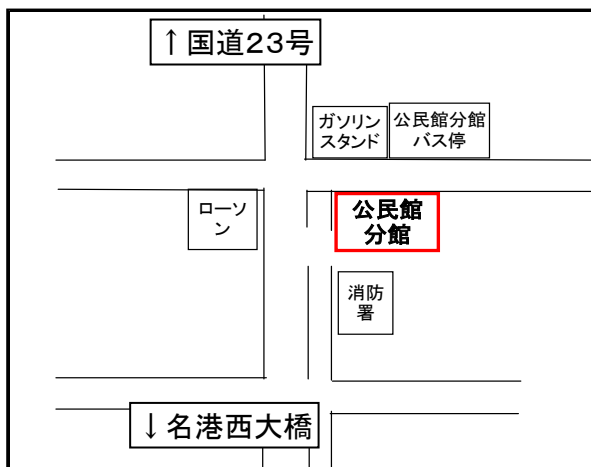 ↑国道23号
ガソリン
スタンド
公民館分館
バス停
ローソ
ン
公民館
分館
消防
署
↓名港西大橋